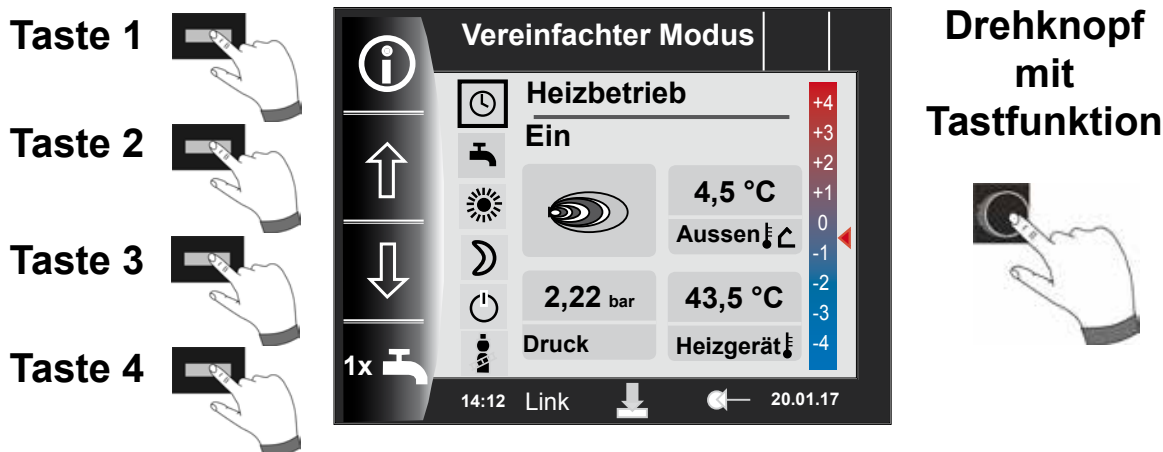 Taste 1
Taste 2
Taste 3
Taste 4
Vereinfachter Modus
Heizbetrieb
Ein
4,5 °C
Aussen
2,22 bar
Druck
43,5 °C
Heizgerät
+4
+3
+2
+1
0
-1
-2
-3
-4
1x
14:12 Link 20.01.17
Drehknopf
mit
Tastfunktion